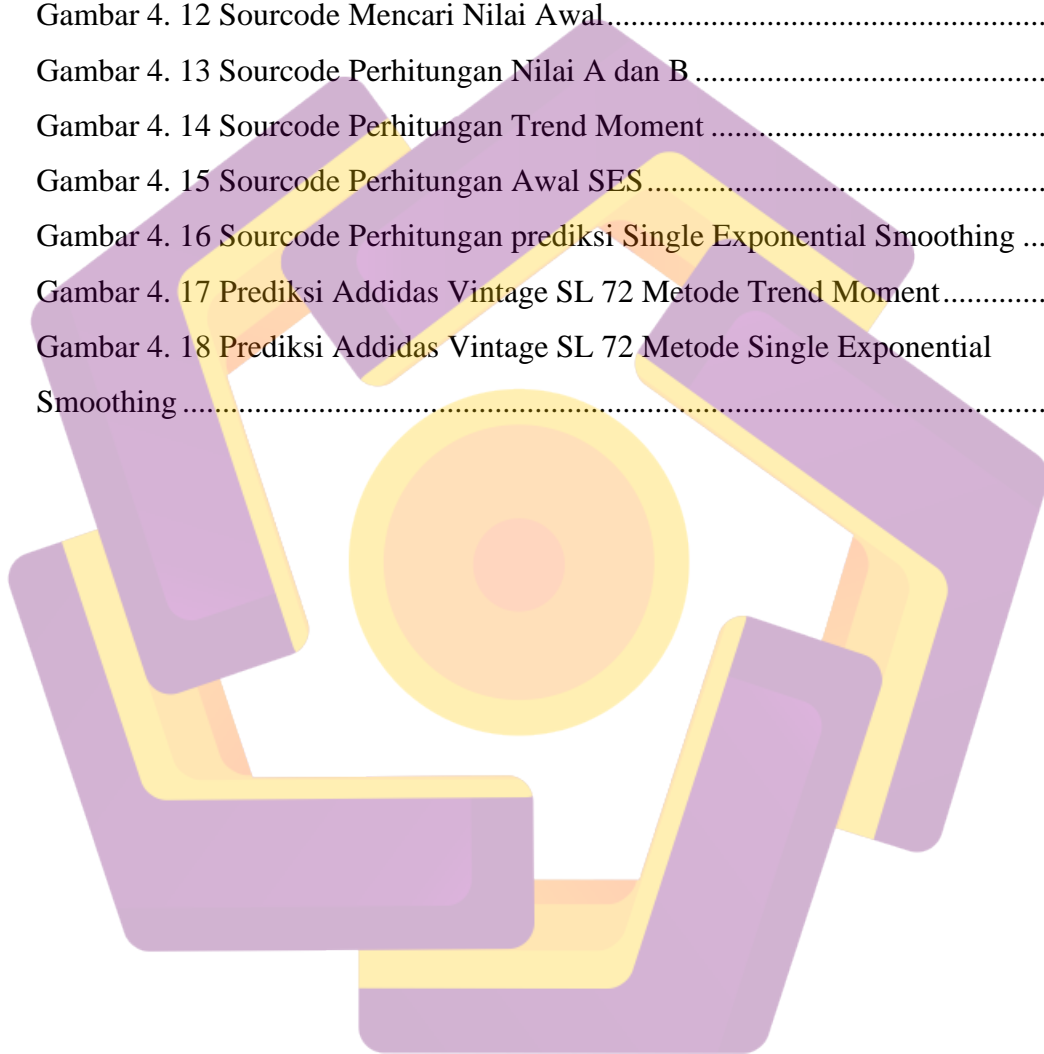 Gambar 4. 12 Sourcode Mencari Nilai Awal....................................................................
Gambar 4. 13 Sourcode Perhitungan Nilai A dan B.....................................................
Gambar 4. 14 Sourcode Perhitungan Trend Moment ..................................................
Gambar 4. 15 Sourcode Perhitungan Awal SES.............................................................
Gambar 4. 16 Sourcode Perhitungan prediksi Single Exponential Smoothing ...
Gambar 4. 17 Prediksi Addidas Vintage SL 72 Metode Trend Moment...............
Gambar 4. 18 Prediksi Addidas Vintage SL 72 Metode Single Exponential
Smoothing..............................................................................................................................